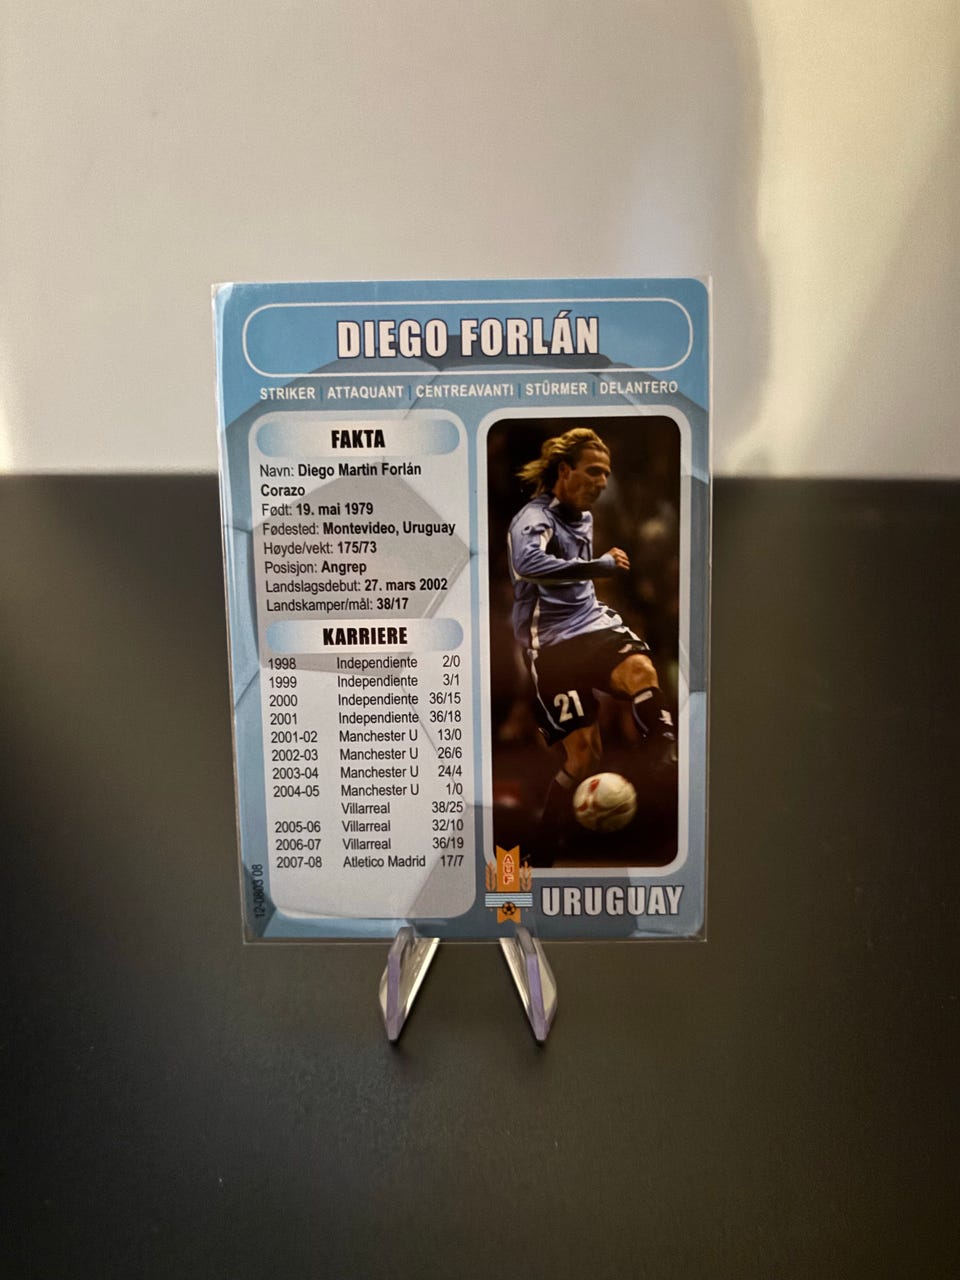 DIEGO FORLÁN
STRIKER | ATTAQUANT | CENTREAVANTI | STÜRMER | DELANTERO
FAKTA
Navn: Diego Martin Forlán
Corazo
Født: 19. mai 1979
Fødested: Montevideo, Uruguay
Høyde/vekt: 175/73
Posisjon: Angrep
Landslagsdebut: 27. mars 2002
Landskamper/mål: 38/17
KARRIERE
1998 Independiente 2/0
1999 Independiente 3/1
2000 Independiente 36/15
2001 Independiente 36/18
2001-02 Manchester U 13/0
2002-03 Manchester U 26/6
2003-04 Manchester U 24/4
2004-05 Manchester U 1/0
Villarreal 38/25
2005-06 Villarreal 32/10
2006-07 Villarreal 36/19
2007-08 Atletico Madrid 17/7
21
AUF
URUGUAY